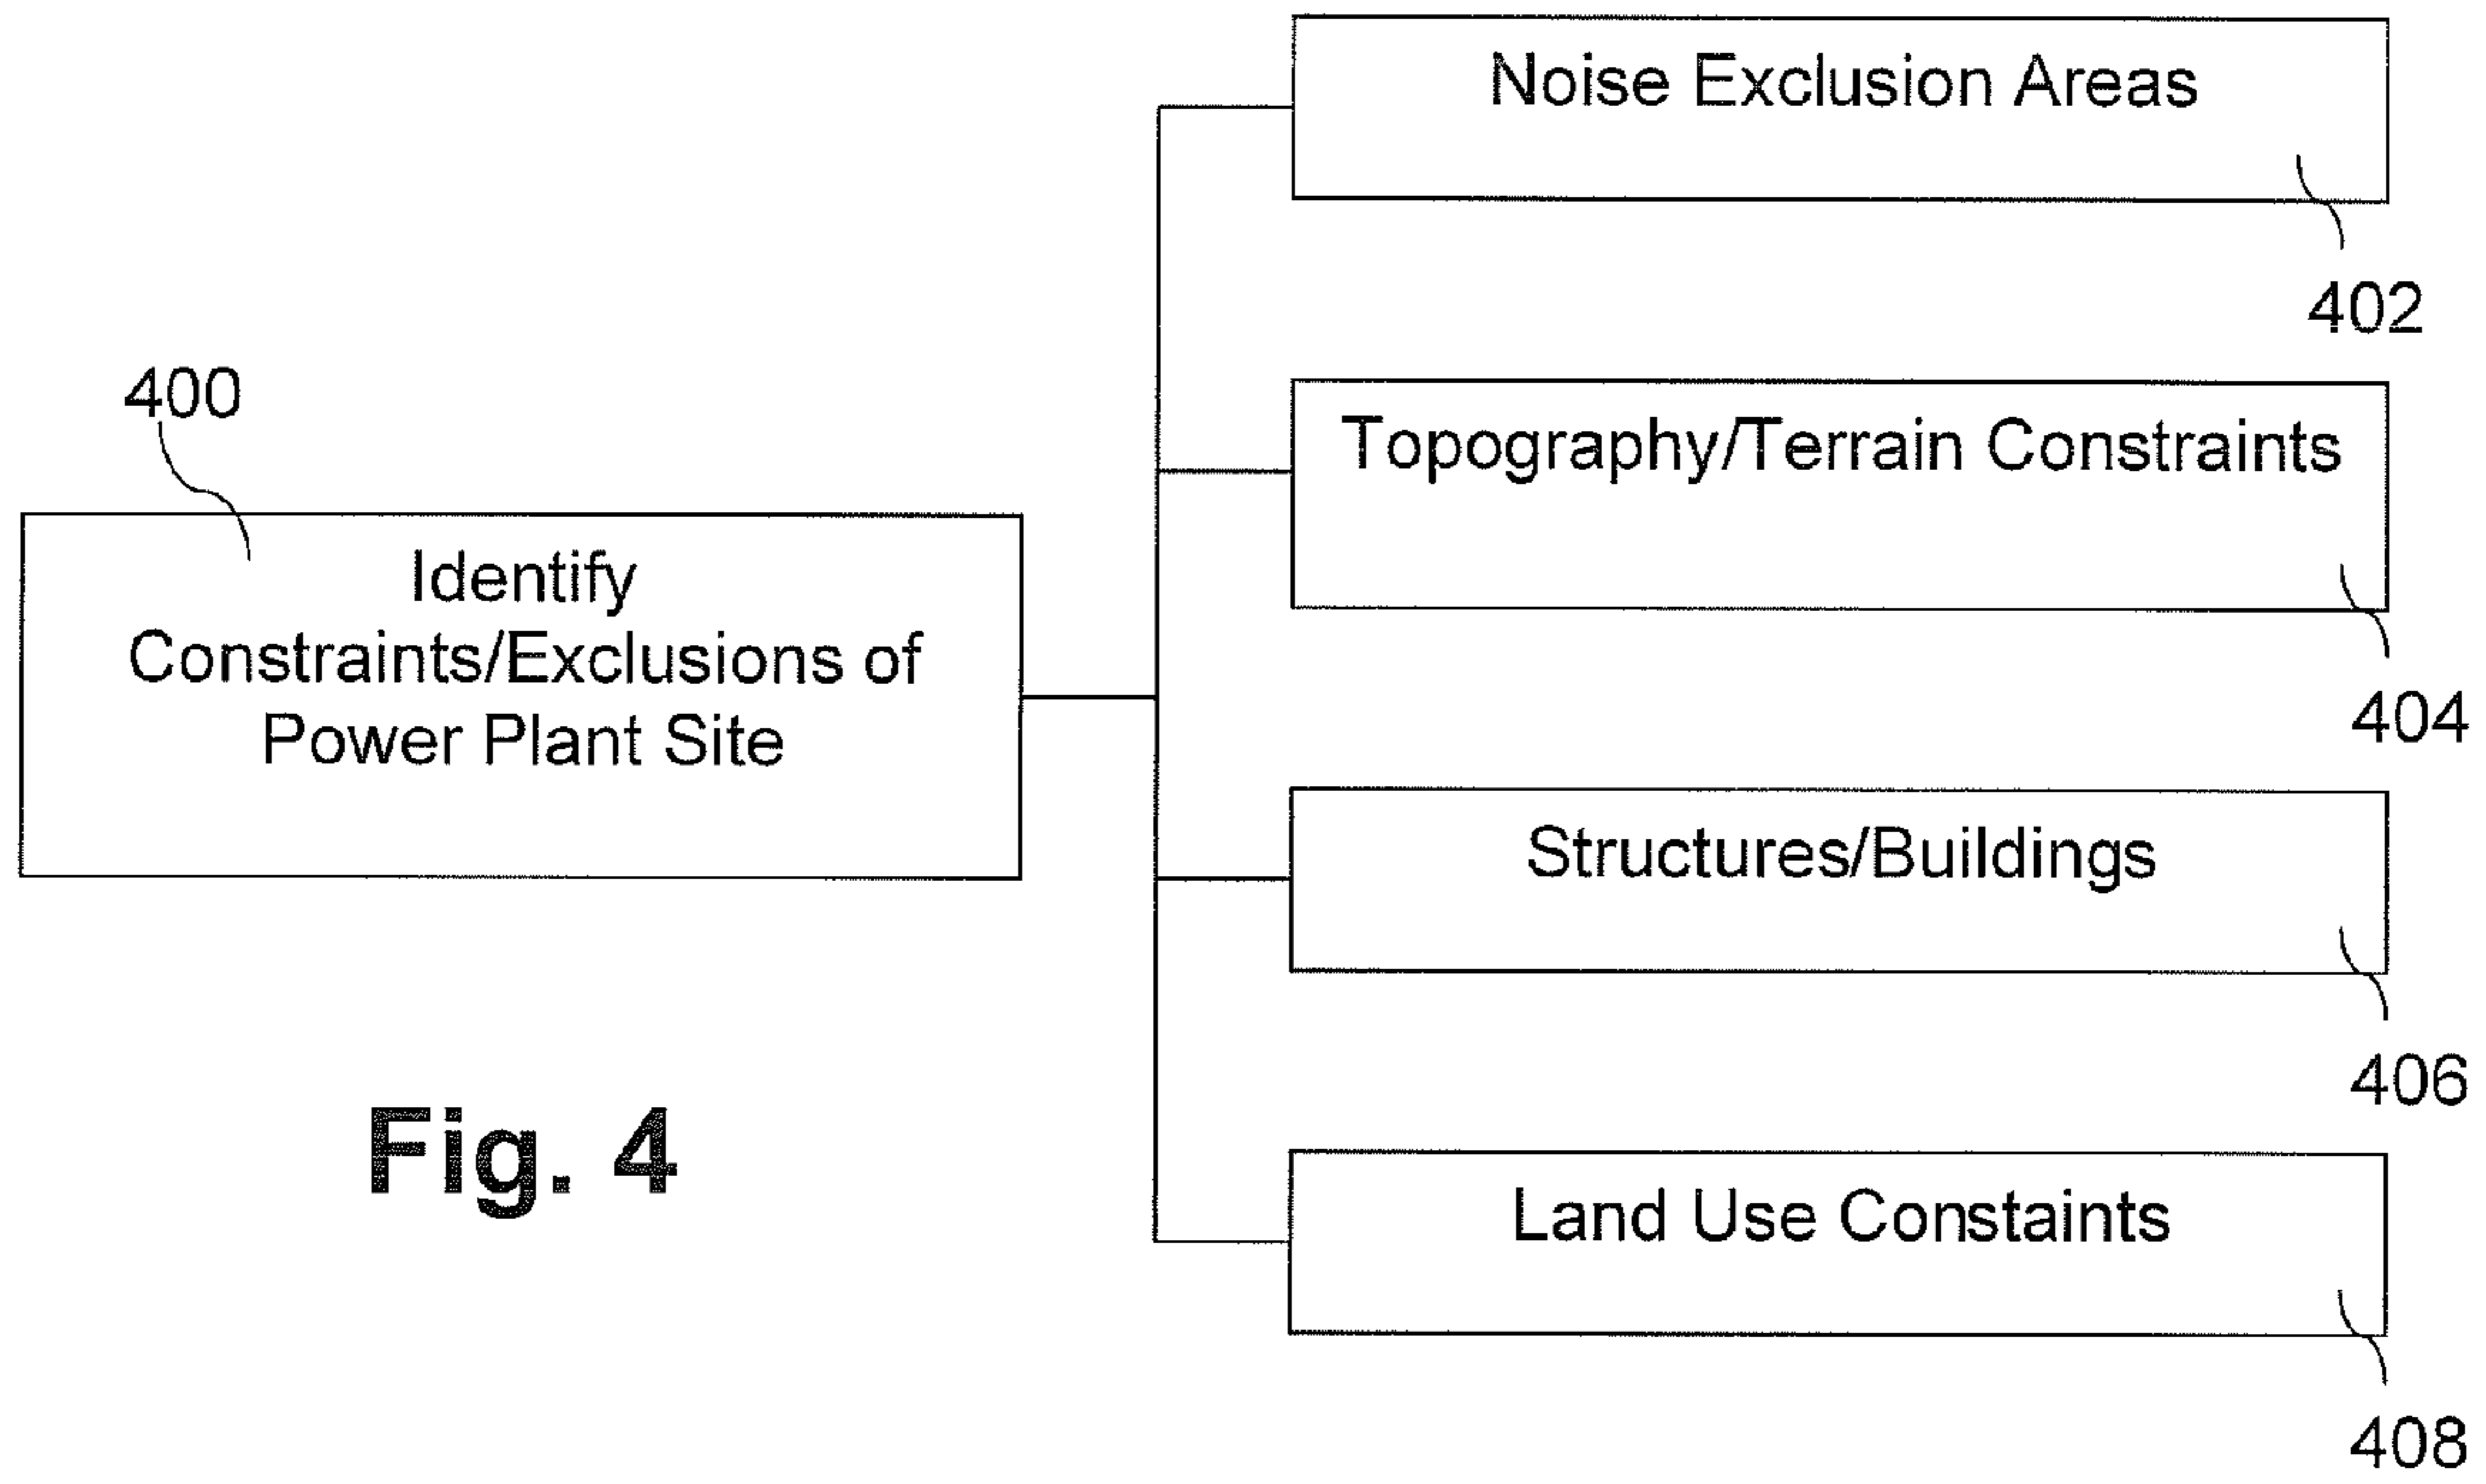 Noise Exclusion Areas
402
400
Topography/Terrain Constraints
404
Identify
Constraints/Exclusions of
Power Plant Site
Structures/Buildings
406
Fig. 4
Land Use Constaints
408